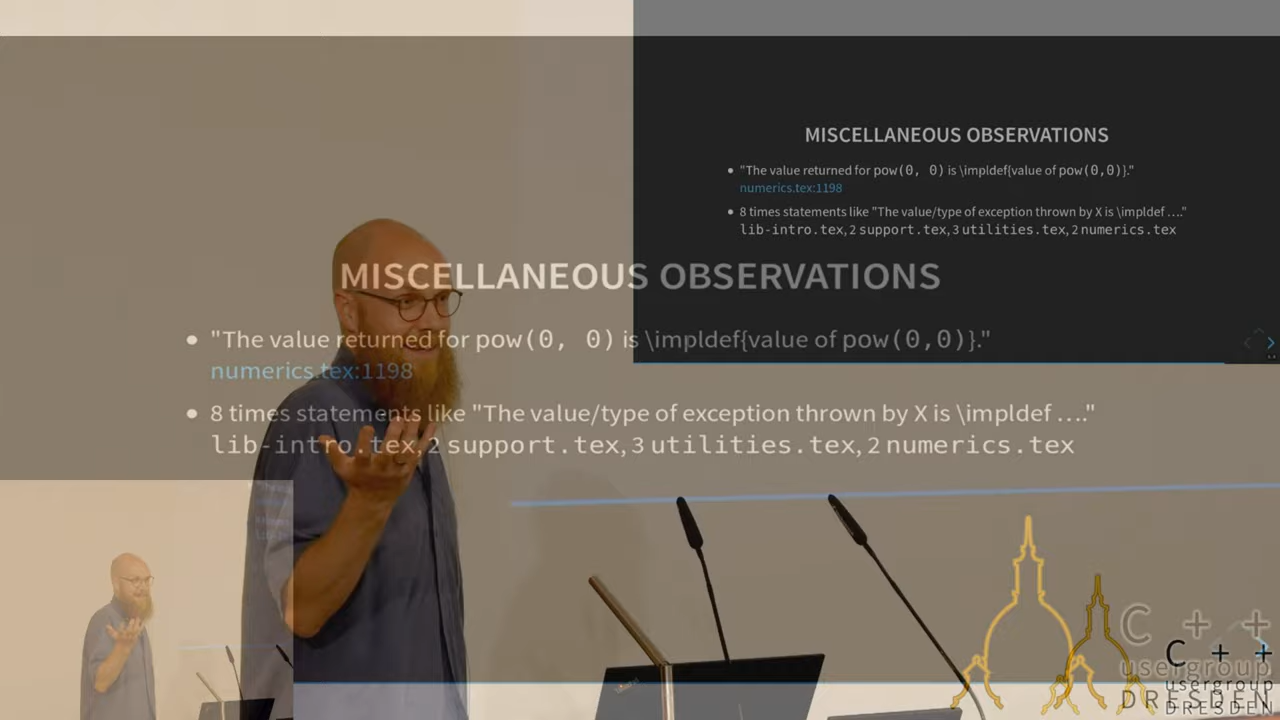 MISCELLANEOUS OBSERVATIONS
• "The value returned for pow(0, 0) is \impldef{value of pow(0,0)}."
numerics.tex:1198
• 8 times statements like "The value/type of exception thrown by X is \impldef …."
lib-intro.tex, 2 support.tex, 3 utilities.tex, 2 numerics.tex
MISCELLANEOUS OBSERVATIONS
• "The value returned for pow(0, 0) is \impldef{value of pow(0,0)}."
numerics.tex:1198
• 8 times statements like "The value/type of exception thrown by X is \impldef …."
lib-intro.tex, 2 support.tex, 3 utilities.tex, 2 numerics.tex
C + +
usergroup
DRESDEN
C + +
usergroup
DRESDEN